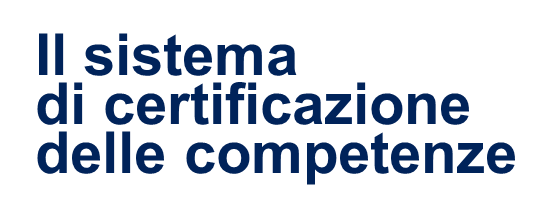 Il sistema
di certificazione
delle competenze